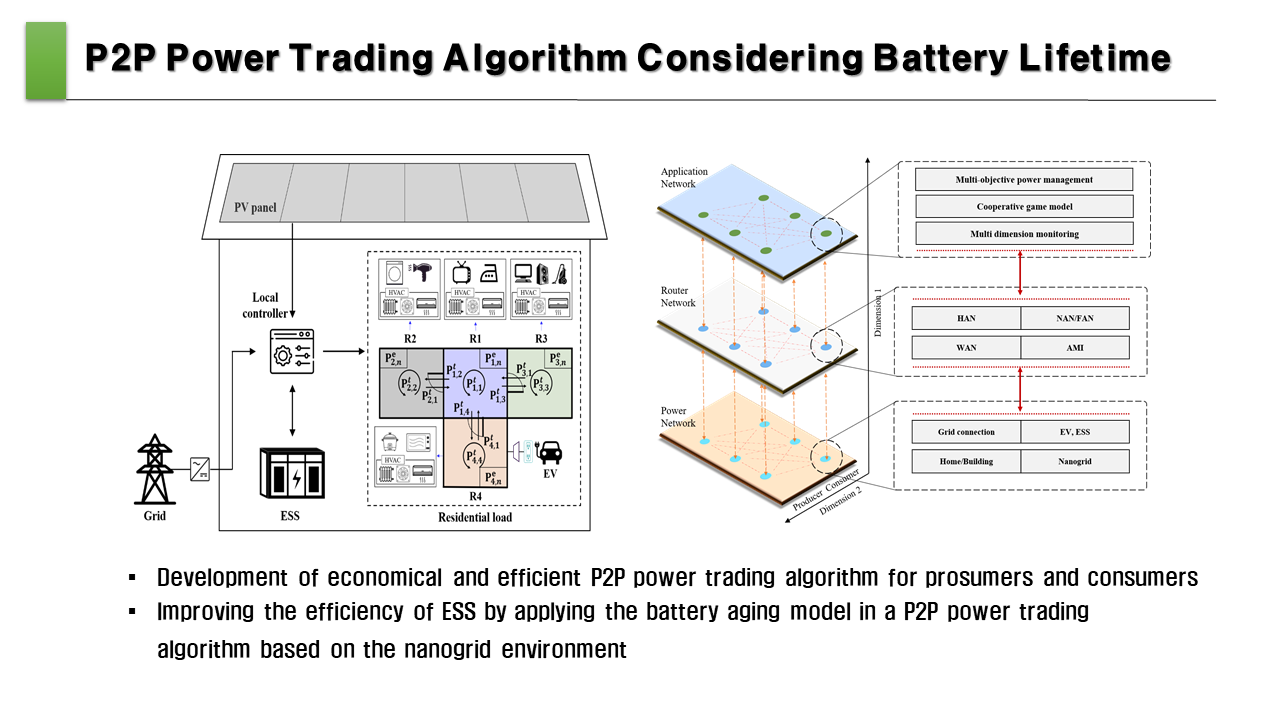 P2P Power Trading Algorithm Considering Battery Lifetime
PV panel
Local
controller
Grid
ESS
HVAC
HVAC
HVAC
R2
R1
R3
P^e_{2,n}
P^e_{1,n}
P^e_{3,n}
P^t_{1,2}
P^t_{3,1}
P^t_{2,2}
P^t_{1,1}
P^t_{3,3}
P^t_{2,1}
P^t_{1,3}
P^t_{1,4}
P^t_{4,1}
P^t_{4,4}
P^e_{4,n}
HVAC
EV
R4
Residential load
Application
Network
Router
Network
Power
Network
Dimension 1
Producer Consumer
Dimension 2
Multi-objective power management
Cooperative game model
Multi dimension monitoring
HAN
NAN/FAN
WAN
AMI
Grid connection
EV, ESS
Home/Building
Nanogrid
▪ Development of economical and efficient P2P power trading algorithm for prosumers and consumers
▪ Improving the efficiency of ESS by applying the battery aging model in a P2P power trading
algorithm based on the nanogrid environment